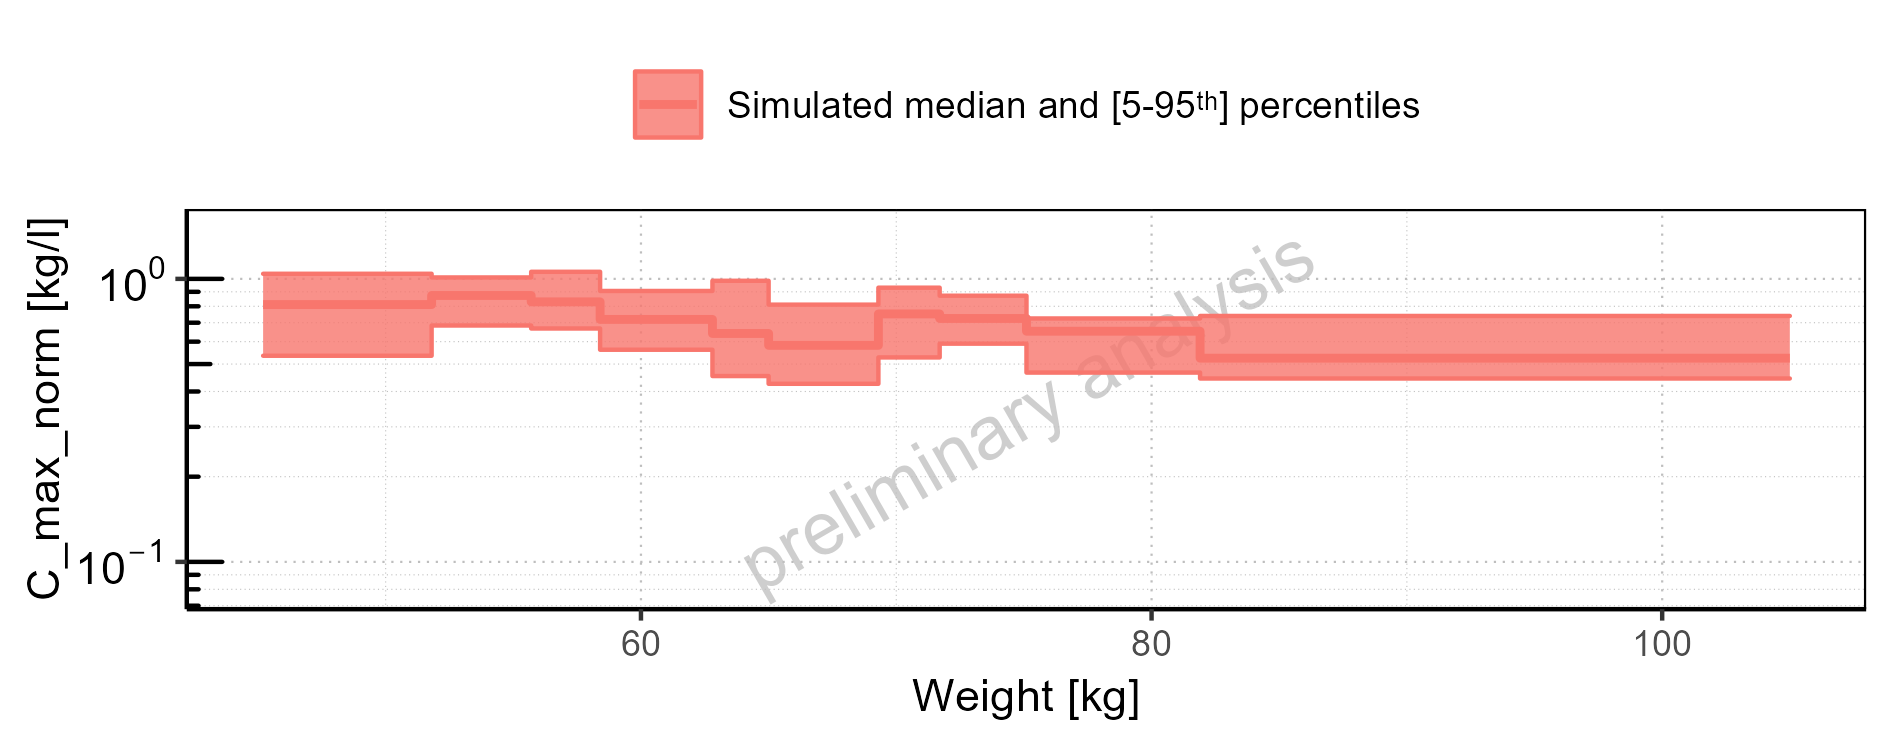 Simulated median and [5-95th] percentiles
C_max_norm [kg/l]
10^0
10^-1
preliminary analysis
60 80 100
Weight [kg]